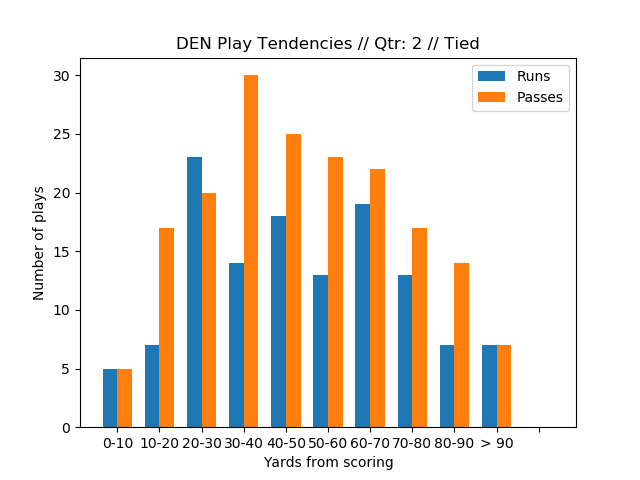 DEN Play Tendencies // Qtr: 2 // Tied
Runs
Passes
Number of plays
30
25
20
15
10
5
0
0-10 10-20 20-30 30-40 40-50 50-60 60-70 70-80 80-90 > 90
Yards from scoring